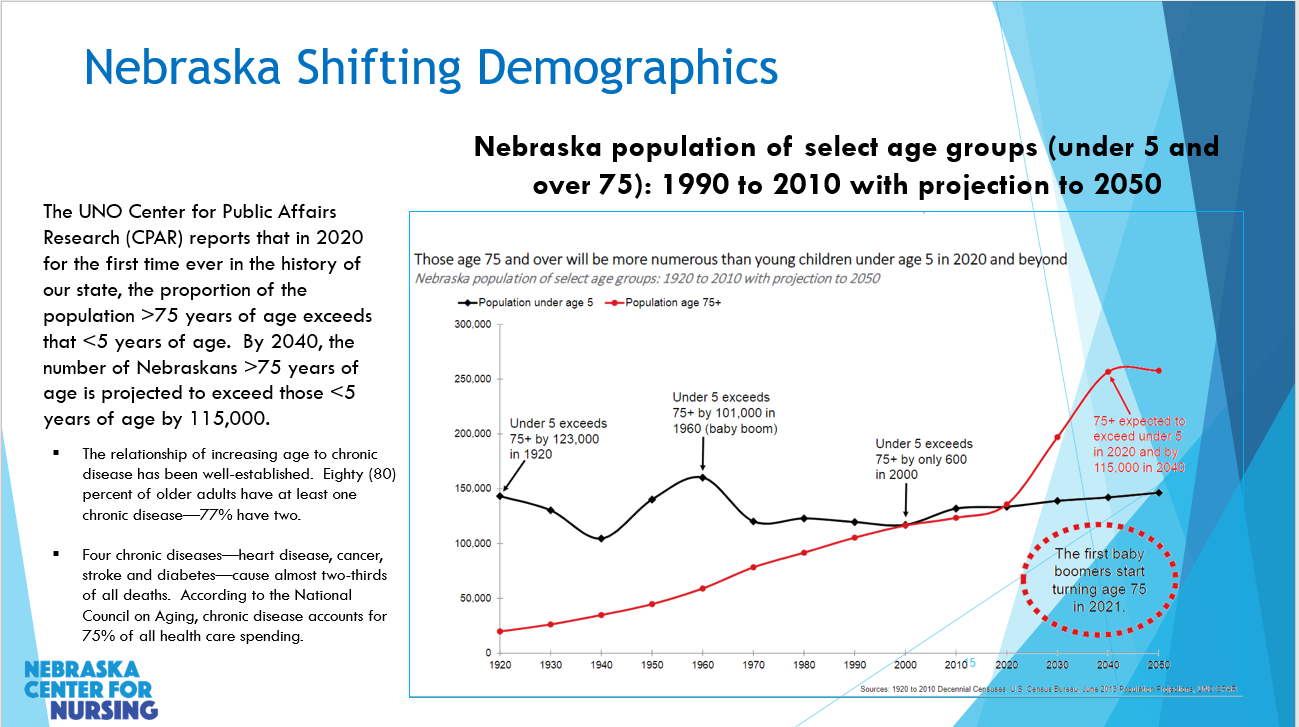 Nebraska Shifting Demographics
Nebraska population of select age groups (under 5 and
over 75): 1990 to 2010 with projection to 2050
The UNO Center for Public Affairs
Research (CPAR) reports that in 2020
for the first time ever in the history of
our state, the proportion of the
population >75 years of age exceeds
that <5 years of age. By 2040, the
number of Nebraskans >75 years of
age is projected to exceed those <5
years of age by 115,000.
▪ The relationship of increasing age to chronic
disease has been well-established. Eighty (80)
percent of older adults have at least one
chronic disease—77% have two.
▪ Four chronic diseases—heart disease, cancer,
stroke and diabetes—cause almost two-thirds
of all deaths. According to the National
Council on Aging, chronic disease accounts for
75% of all health care spending.
NEBRASKA
CENTER FOR
NURSING
Those age 75 and over will be more numerous than young children under age 5 in 2020 and beyond
Nebraska population of select age groups: 1920 to 2010 with projection to 2050
Population under age 5 Population age 75+
300,000
250,000
200,000
150,000
100,000
50,000
0
Under 5 exceeds
75+ by 123,000
in 1920
Under 5 exceeds
75+ by 101,000 in
1960 (baby boom)
Under 5 exceeds
75+ by only 600
in 2000
75+ expected to
exceed under 5
in 2020 and by
115,000 in 2040
The first baby
boomers start
turning age 75
in 2021.
1920 1930 1940 1950 1960 1970 1980 1990 2000 2010 2020 2030 2040 2050
15
Sources: 1920 to 2010 Decennial Censuses, U.S. Census Bureau; June 2013 Population Projections, UNO CPAR